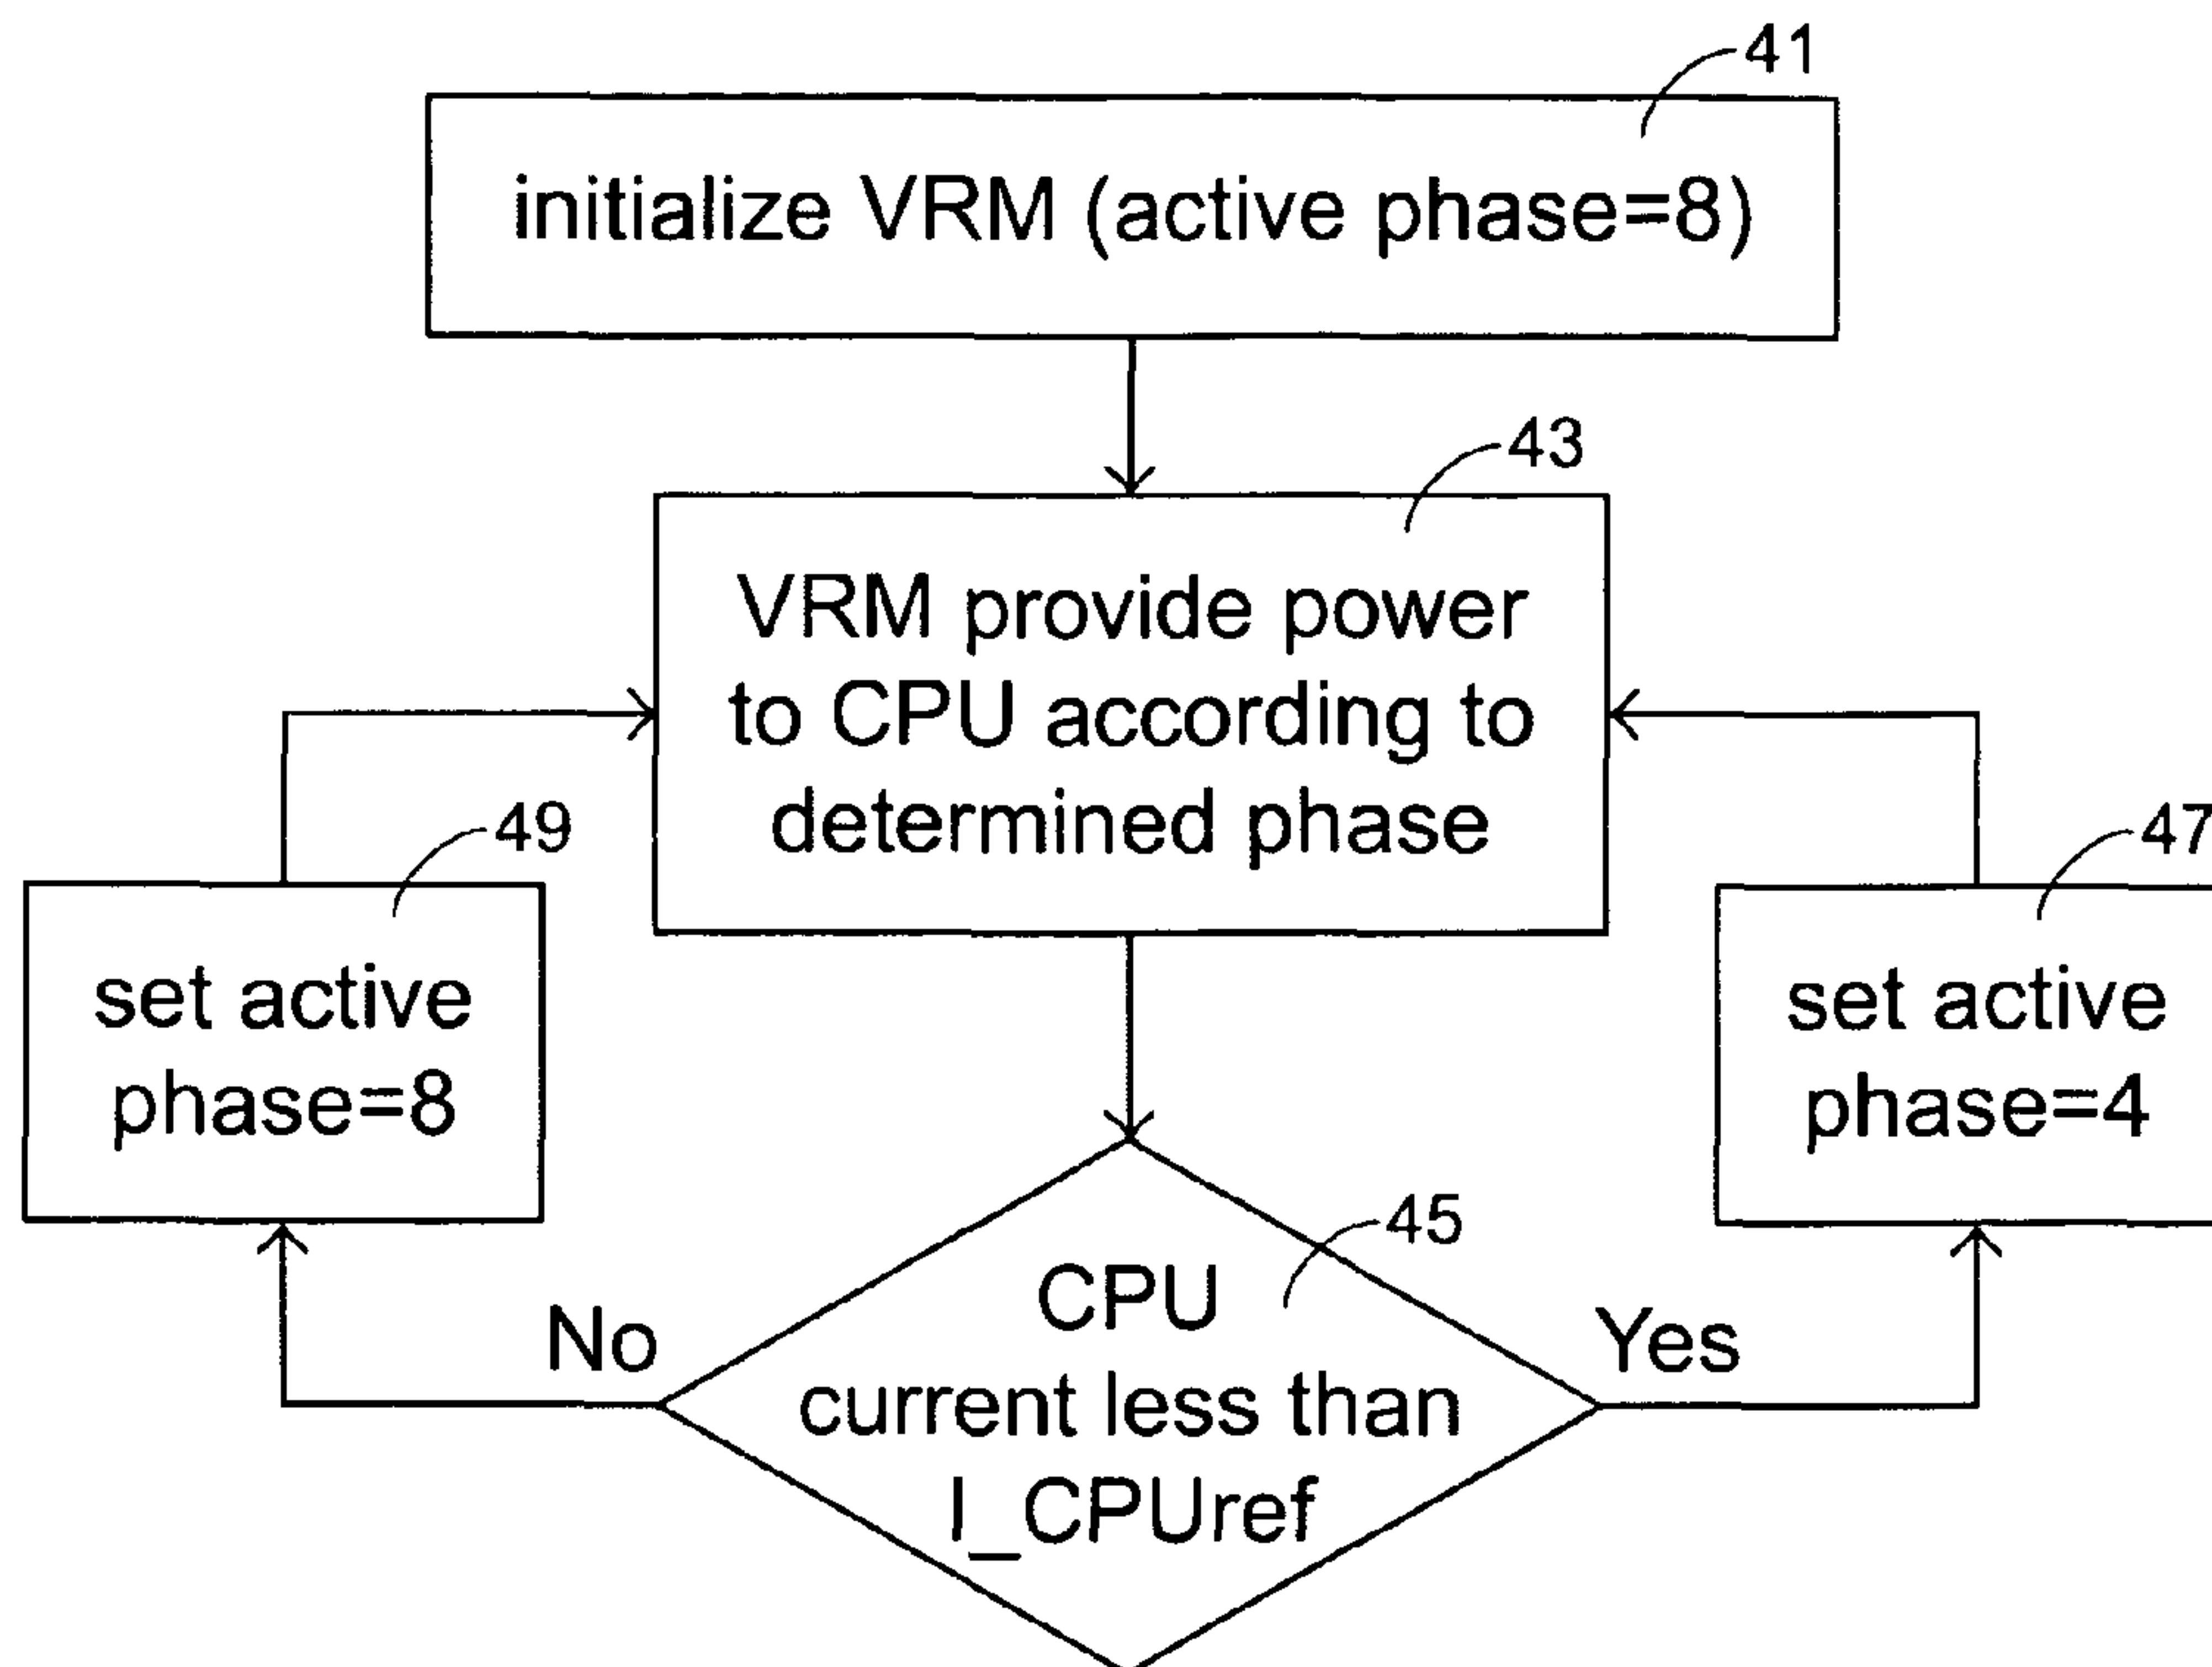 41
initialize VRM (active phase=8)
43
VRM provide power
to CPU according to
determined phase
49
set active
phase=8
47
set active
phase=4
45
CPU
current less than
I_CPUref
No
Yes